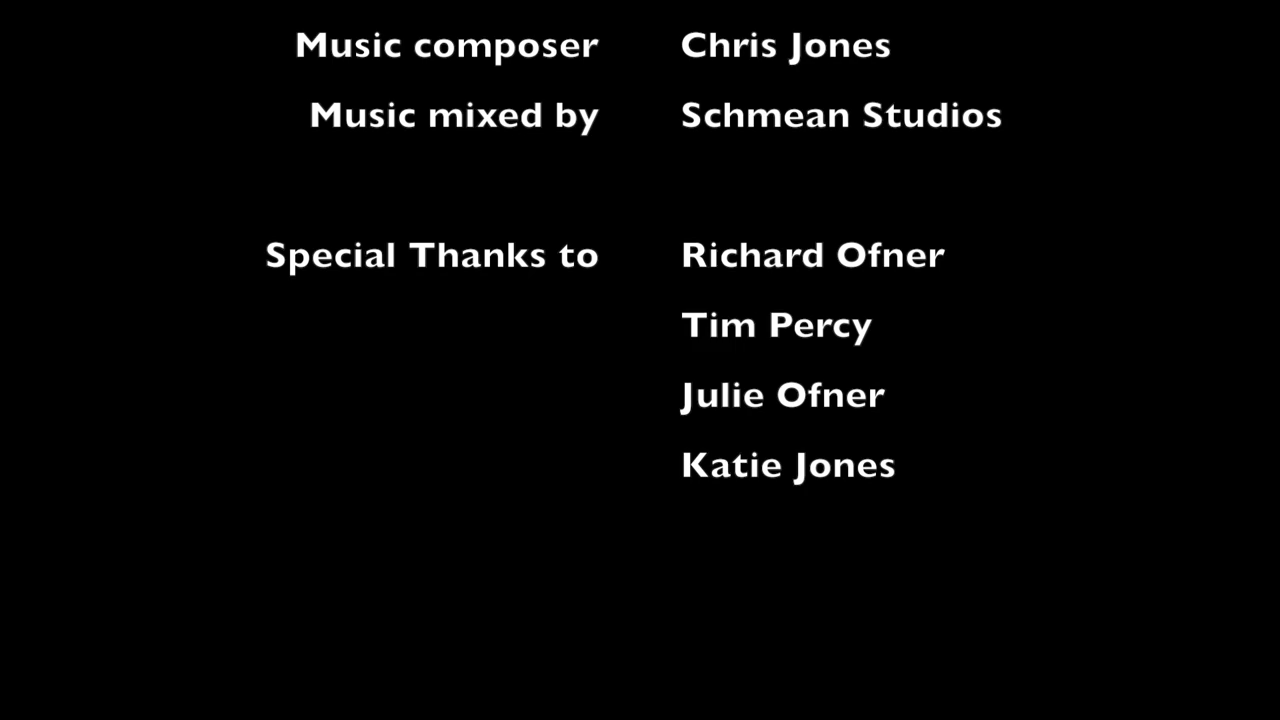 Music composer Chris Jones
Music mixed by Schmean Studios
Special Thanks to Richard Ofner
Tim Percy
Julie Ofner
Katie Jones